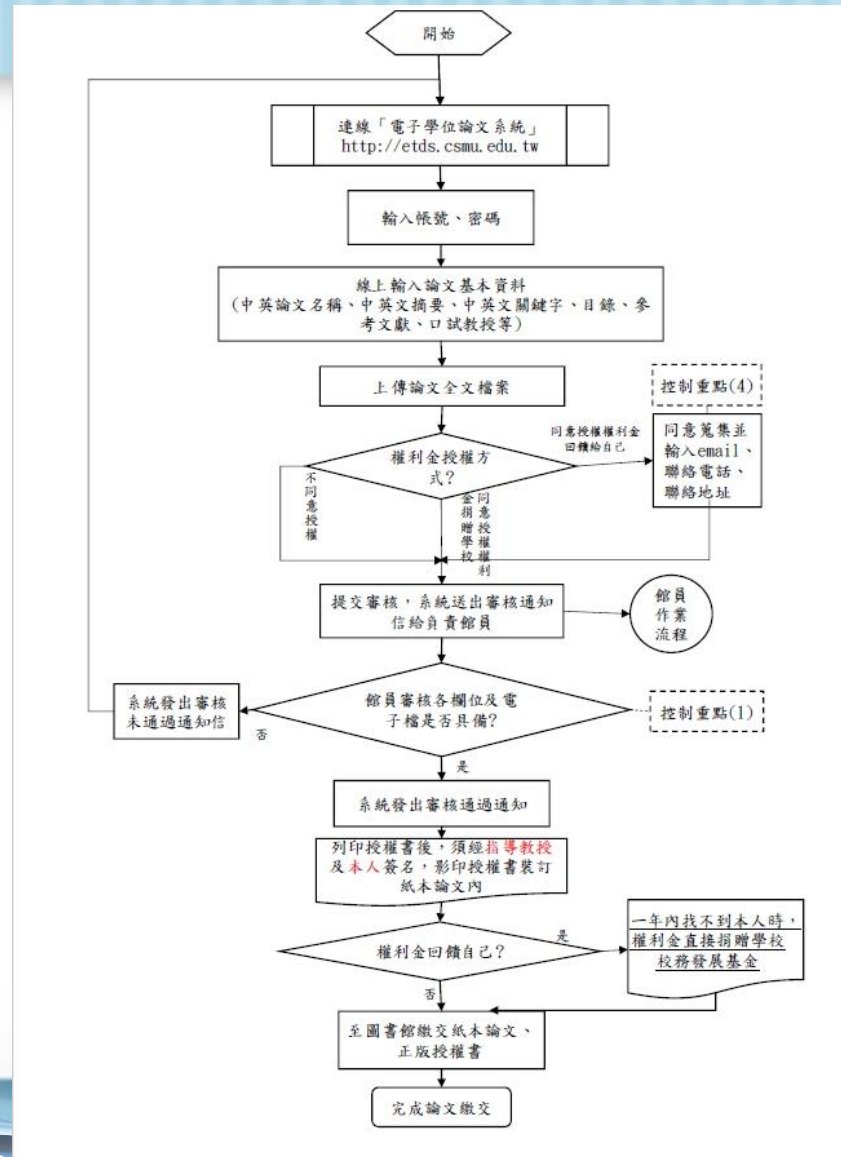 開始
連線「電子學位論文系統」
http://etds.csmu.edu.tw
輸入帳號、密碼
線上輸入論文基本資料
(中英論文名稱、中英文摘要、中英文關鍵字、目錄、參
考文獻、口試教授等)
上傳論文全文檔案
控制重點(4)
權利金授權方
式?
同意授權權利金
回饋給自己
同意蒐集並
輸入email、
聯絡電話、
聯絡地址
不同意授權
同意授權權利
金捐贈學校
提交審核，系統送出審核通知
信給負責館員
館員
作業
流程
館員審核各欄位及電
子檔是否具備?
控制重點(1)
否
系統發出審核
未通過通知信
是
系統發出審核通過通知
列印授權書後，須經指導教授
及本人簽名，影印授權書裝訂
紙本論文內
權利金回饋自己?
是
一年內找不到本人時，
權利金直接捐贈學校
校務發展基金
否
至圖書館繳交紙本論文、
正版授權書
完成論文繳交